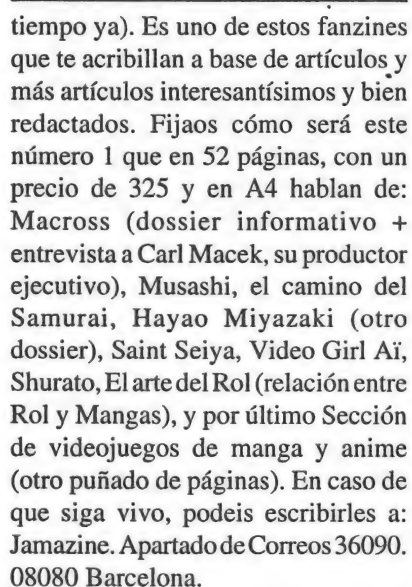 tiempo ya). Es uno de estos fanzines
que te acribillan a base de artículos y
más artículos interesantísimos y bien
redactados. Fijaos cómo será este
número 1 que en 52 páginas, con un
precio de 325 y en A4 hablan de:
Macross (dossier informativo +
entrevista a Carl Macek, su productor
ejecutivo), Musashi, el camino del
Samurai, Hayao Miyazaki (otro
dossier), Saint Seiya, Video Girl Aï,
Shurato, El arte del Rol (relación entre
Rol y Mangas), y por último Sección
de videojuegos de manga y anime
(otro puñado de páginas). En caso de
que siga vivo, podeis escribirles a:
Jamazine. Apartado de Correos 36090.
08080 Barcelona.